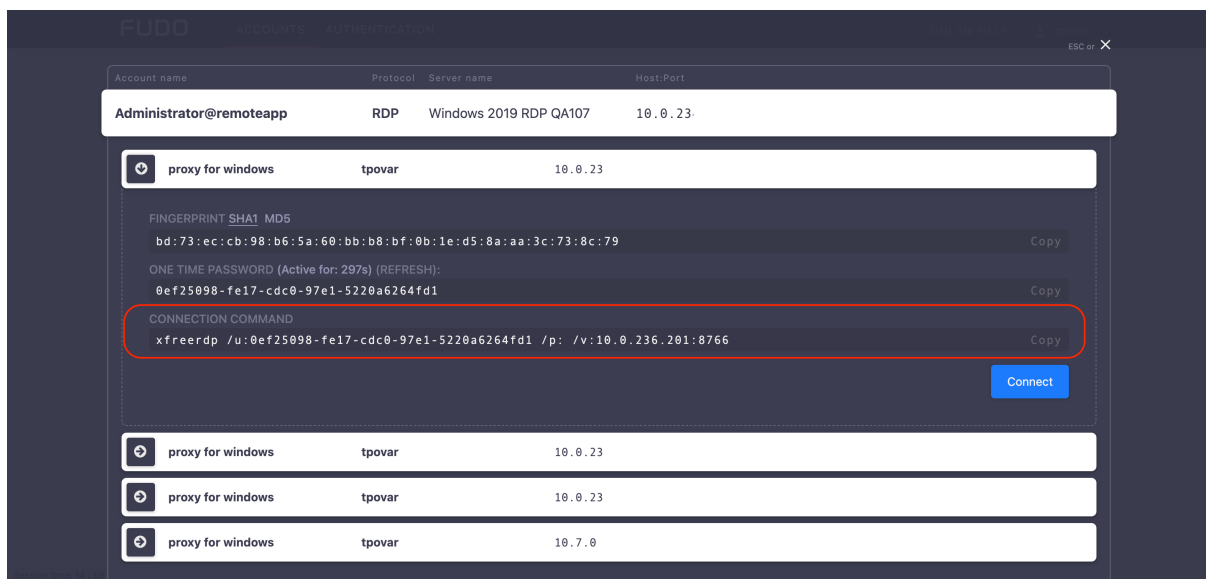 FUDO ACCOUNTS AUTHENTICATION
ESC or X
Account name Protocol Server name Host:Port
Administrator@remoteapp RDP Windows 2019 RDP QA107 10.0.23
proxy for windows tpovar 10.0.23
FINGERPRINT SHA1 MD5
bd:73:ec:cb:98:b6:5a:60:bb:b8:bf:0b:1e:d5:8a:aa:3c:73:8c:79 Copy
ONE TIME PASSWORD (Active for: 297s) (REFRESH):
0ef25098-fe17-cdc0-97e1-5220a6264fd1 Copy
CONNECTION COMMAND
xfreerdp /u:0ef25098-fe17-cdc0-97e1-5220a6264fd1 /p: /v:10.0.236.201:8766 Copy
Connect
proxy for windows tpovar 10.0.23
proxy for windows tpovar 10.0.23
proxy for windows tpovar 10.7.0